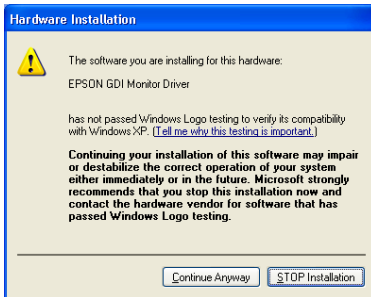 Hardware Installation
The software you are installing for this hardware:
EPSON GDI Monitor Driver
has not passed Windows Logo testing to verify its compatibility
with Windows XP. (Tell me why this testing is important.)
Continuing your installation of this software may impair
or destabilize the correct operation of your system
either immediately or in the future. Microsoft strongly
recommends that you stop this installation now and
contact the hardware vendor for software that has
passed Windows Logo testing.
Continue Anyway
STOP Installation